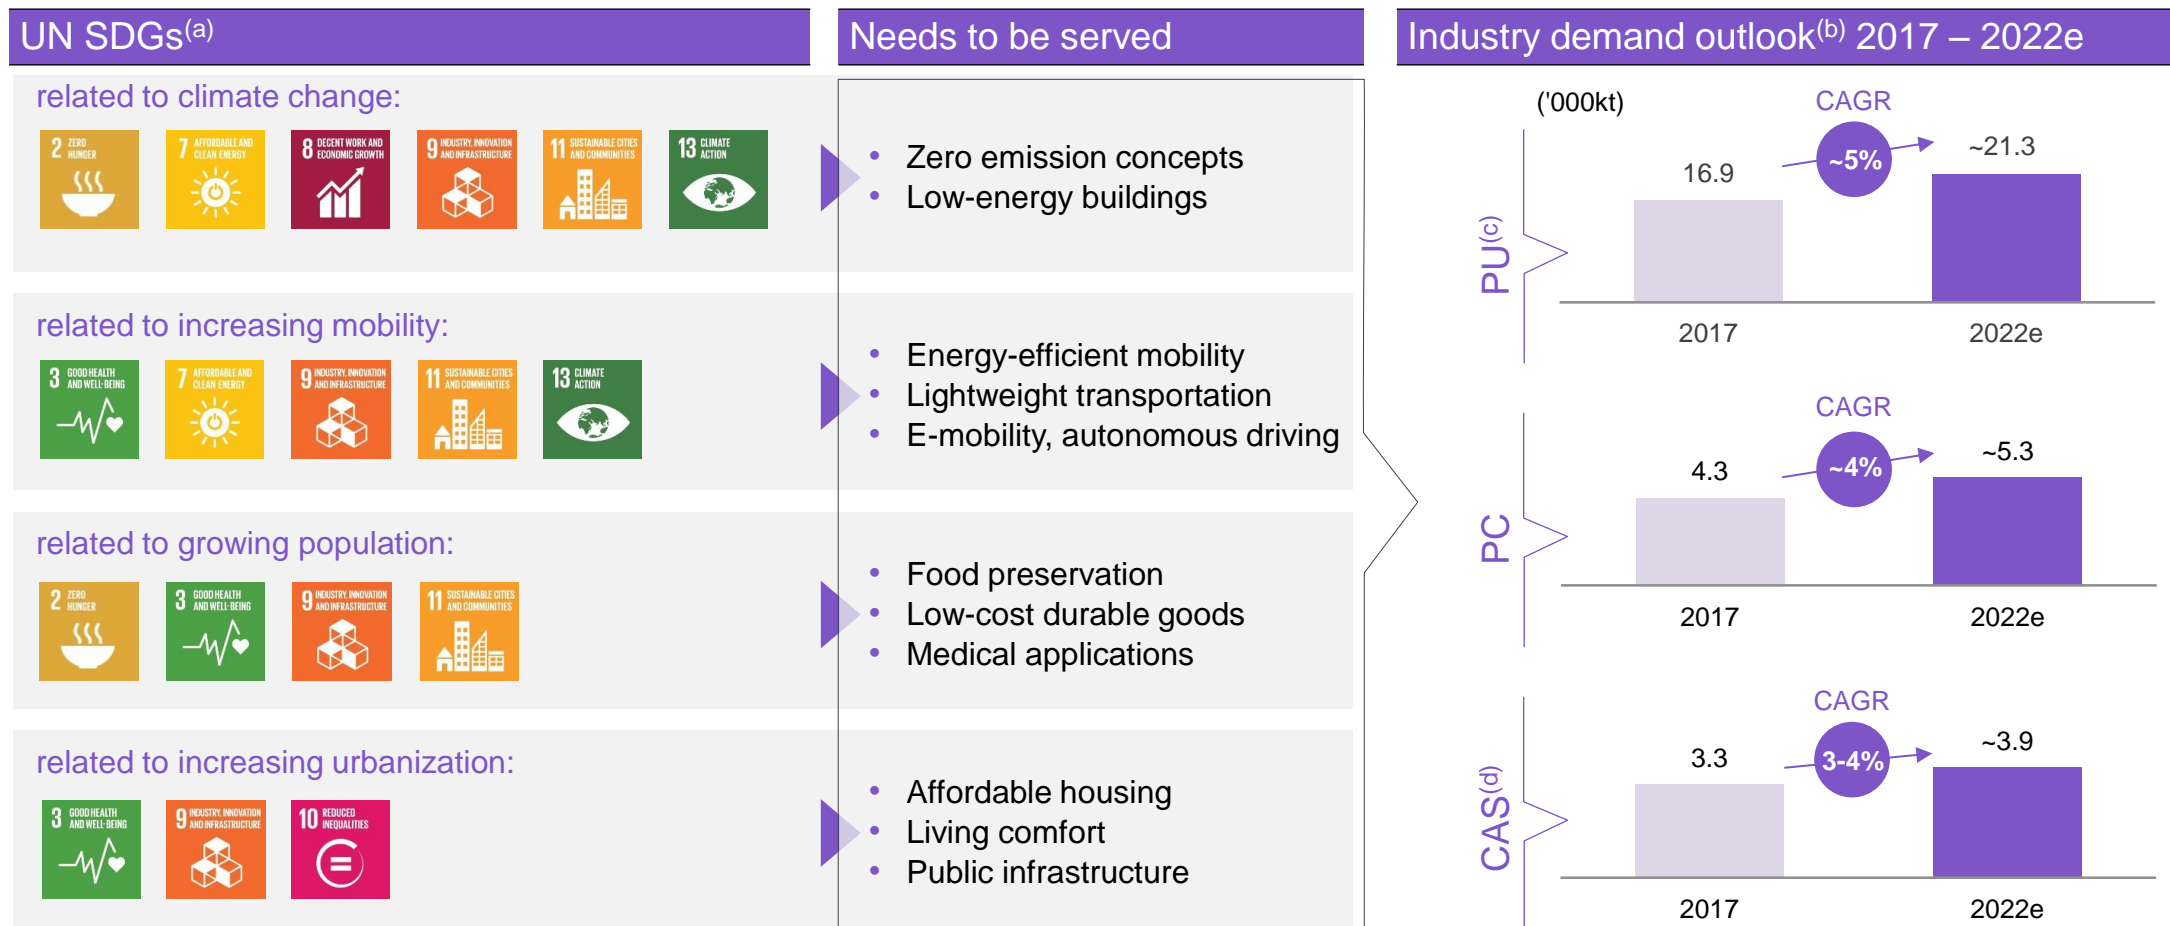 UN SDGs(a)
Needs to be served
Industry demand outlook(b) 2017 – 2022e
related to climate change:
2 ZERO
HUNGER
7 AFFORDABLE AND
CLEAN ENERGY
8 DECENT WORK AND
ECONOMIC GROWTH
9 INDUSTRY, INNOVATION
AND INFRASTRUCTURE
11 SUSTAINABLE CITIES
AND COMMUNITIES
13 CLIMATE
ACTION
• Zero emission concepts
• Low-energy buildings
related to increasing mobility:
3 GOOD HEALTH
AND WELL-BEING
7 AFFORDABLE AND
CLEAN ENERGY
9 INDUSTRY, INNOVATION
AND INFRASTRUCTURE
11 SUSTAINABLE CITIES
AND COMMUNITIES
13 CLIMATE
ACTION
• Energy-efficient mobility
• Lightweight transportation
• E-mobility, autonomous driving
related to growing population:
2 ZERO
HUNGER
3 GOOD HEALTH
AND WELL-BEING
9 INDUSTRY, INNOVATION
AND INFRASTRUCTURE
11 SUSTAINABLE CITIES
AND COMMUNITIES
• Food preservation
• Low-cost durable goods
• Medical applications
related to increasing urbanization:
3 GOOD HEALTH
AND WELL-BEING
9 INDUSTRY, INNOVATION
AND INFRASTRUCTURE
10 REDUCED
INEQUALITIES
• Affordable housing
• Living comfort
• Public infrastructure
('000kt)
PU(c)
CAGR
16.9
~5%
~21.3
2017
2022e
PC
CAGR
4.3
~4%
~5.3
2017
2022e
CAS(d)
CAGR
3.3
3-4%
~3.9
2017
2022e